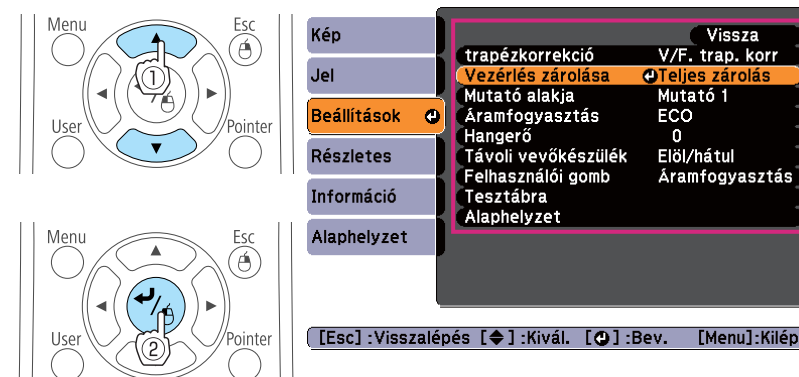 Menu
Esc
1
User
Pointer
Menu
Esc
User
Pointer
2
Kép
Jel
Beállítások
Részletes
Információ
Alaphelyzet
Vissza
trapézkorrekció V/F. trap. korr
Vezérlés zárolása Teljes zárolás
Mutató alakja Mutató 1
Áramfogyasztás ECO
Hangerő 0
Távoli vevőkészülék Elöl/hátul
Felhasználói gomb Áramfogyasztás
Tesztábra
Alaphelyzet
[Esc] :Visszalépés [◆] :Kivál. [⏎] :Bev. [Menu]:Kilép